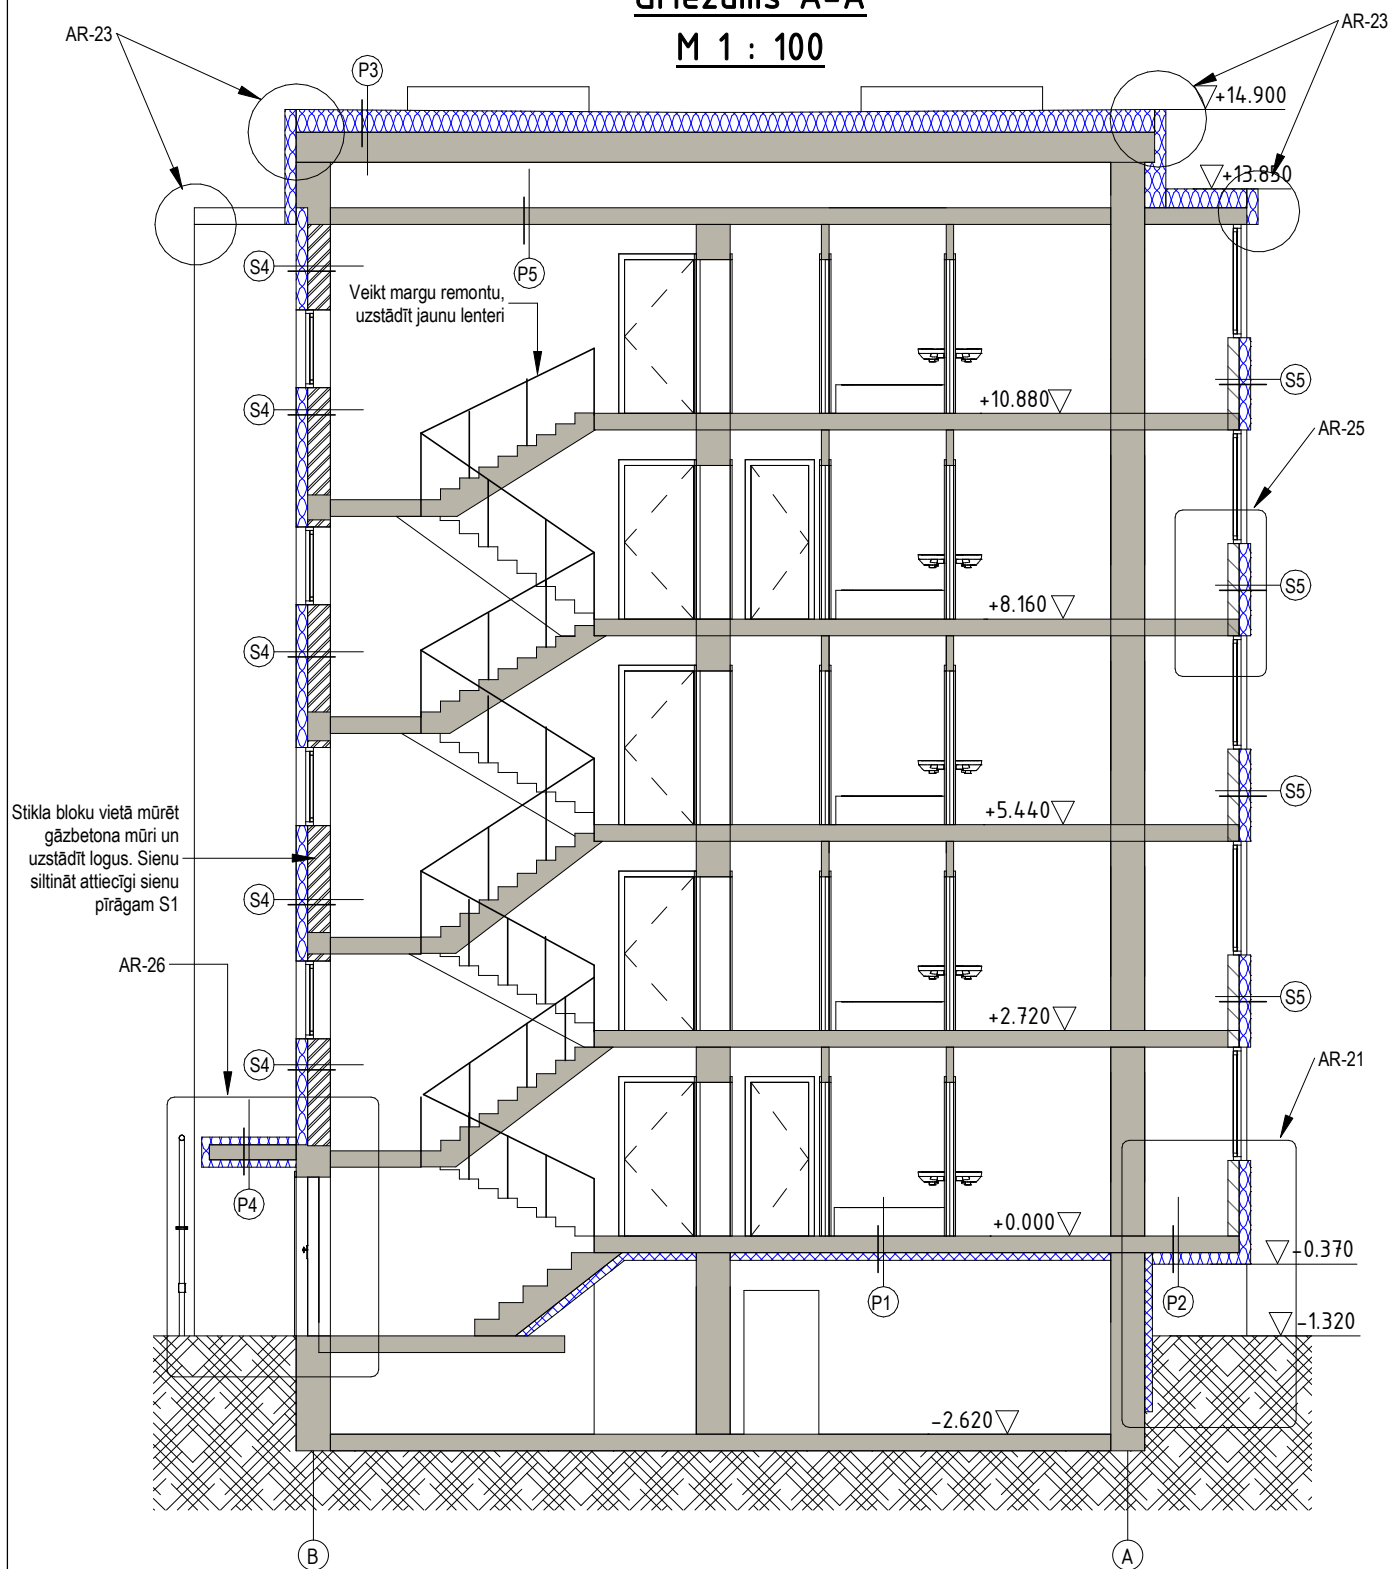 Griezums A-A
M 1 : 100
AR-23
AR-23
P3
+14.900
+13.850
S4
P5
Veikt margu remontu,
uzstādīt jaunu lenteri
S5
+10.880
S4
AR-25
S5
+8.160
S4
S5
+5.440
Stikla bloku vietā mūrēt
gāzbetona mūri un
uzstādīt logus. Sienu
siltināt attiecīgi sienu
pīrāgam S1
S4
AR-26
S5
+2.720
S4
AR-21
P4
+0.000
-0.370
P1
P2
-1.320
-2.620
B
A